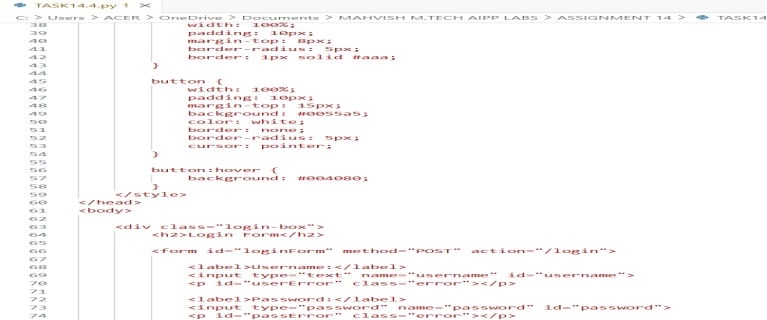 TASK14.4.py 1 ×
C: > Users > ACER > OneDrive > Documents > MAHVISH M.TECH AIPP LABS > ASSIGNMENT 14 > TASK14
38 width: 100%;
39 padding: 10px;
40 margin-top: 8px;
41 border-radius: 5px;
42 border: 1px solid #aaa;
43 }
44
45 button {
46 width: 100%;
47 padding: 10px;
48 margin-top: 15px;
49 background: #0055a5;
50 color: white;
51 border: none;
52 border-radius: 5px;
53 cursor: pointer;
54 }
55
56 button:hover {
57 background: #004080;
58 }
59 </style>
60 </head>
61 <body>
62
63 <div class="login-box">
64 <h2>Login Form</h2>
65
66 <form id="loginForm" method="POST" action="/login">
67
68 <label>Username:</label>
69 <input type="text" name="username" id="username">
70 <p id="userError" class="error"></p>
71
72 <label>Password:</label>
73 <input type="password" name="password" id="password">
74 <p id="passError" class="error"></p>